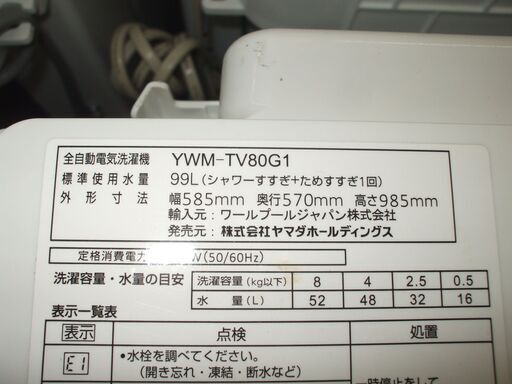 全自動電気洗濯機 YWM-TV80G1
標準使用水量 99L(シャワーすすぎ+ためすすぎ1回)
外形寸法 幅585mm 奥行570mm 高さ985mm
輸入元：ワールプールジャパン株式会社
発売元：株式会社ヤマダホールディングス
定格消費電力 W(50/60Hz)
洗濯容量・水量の目安 洗濯容量(kg以下) 8 4 2.5 0.5
水量(L) 52 48 32 16
表示一覧表
表示 点検 処置
E1 ・水栓を調べてください。
(開き忘れ・凍結・断水など)
一時停止をして